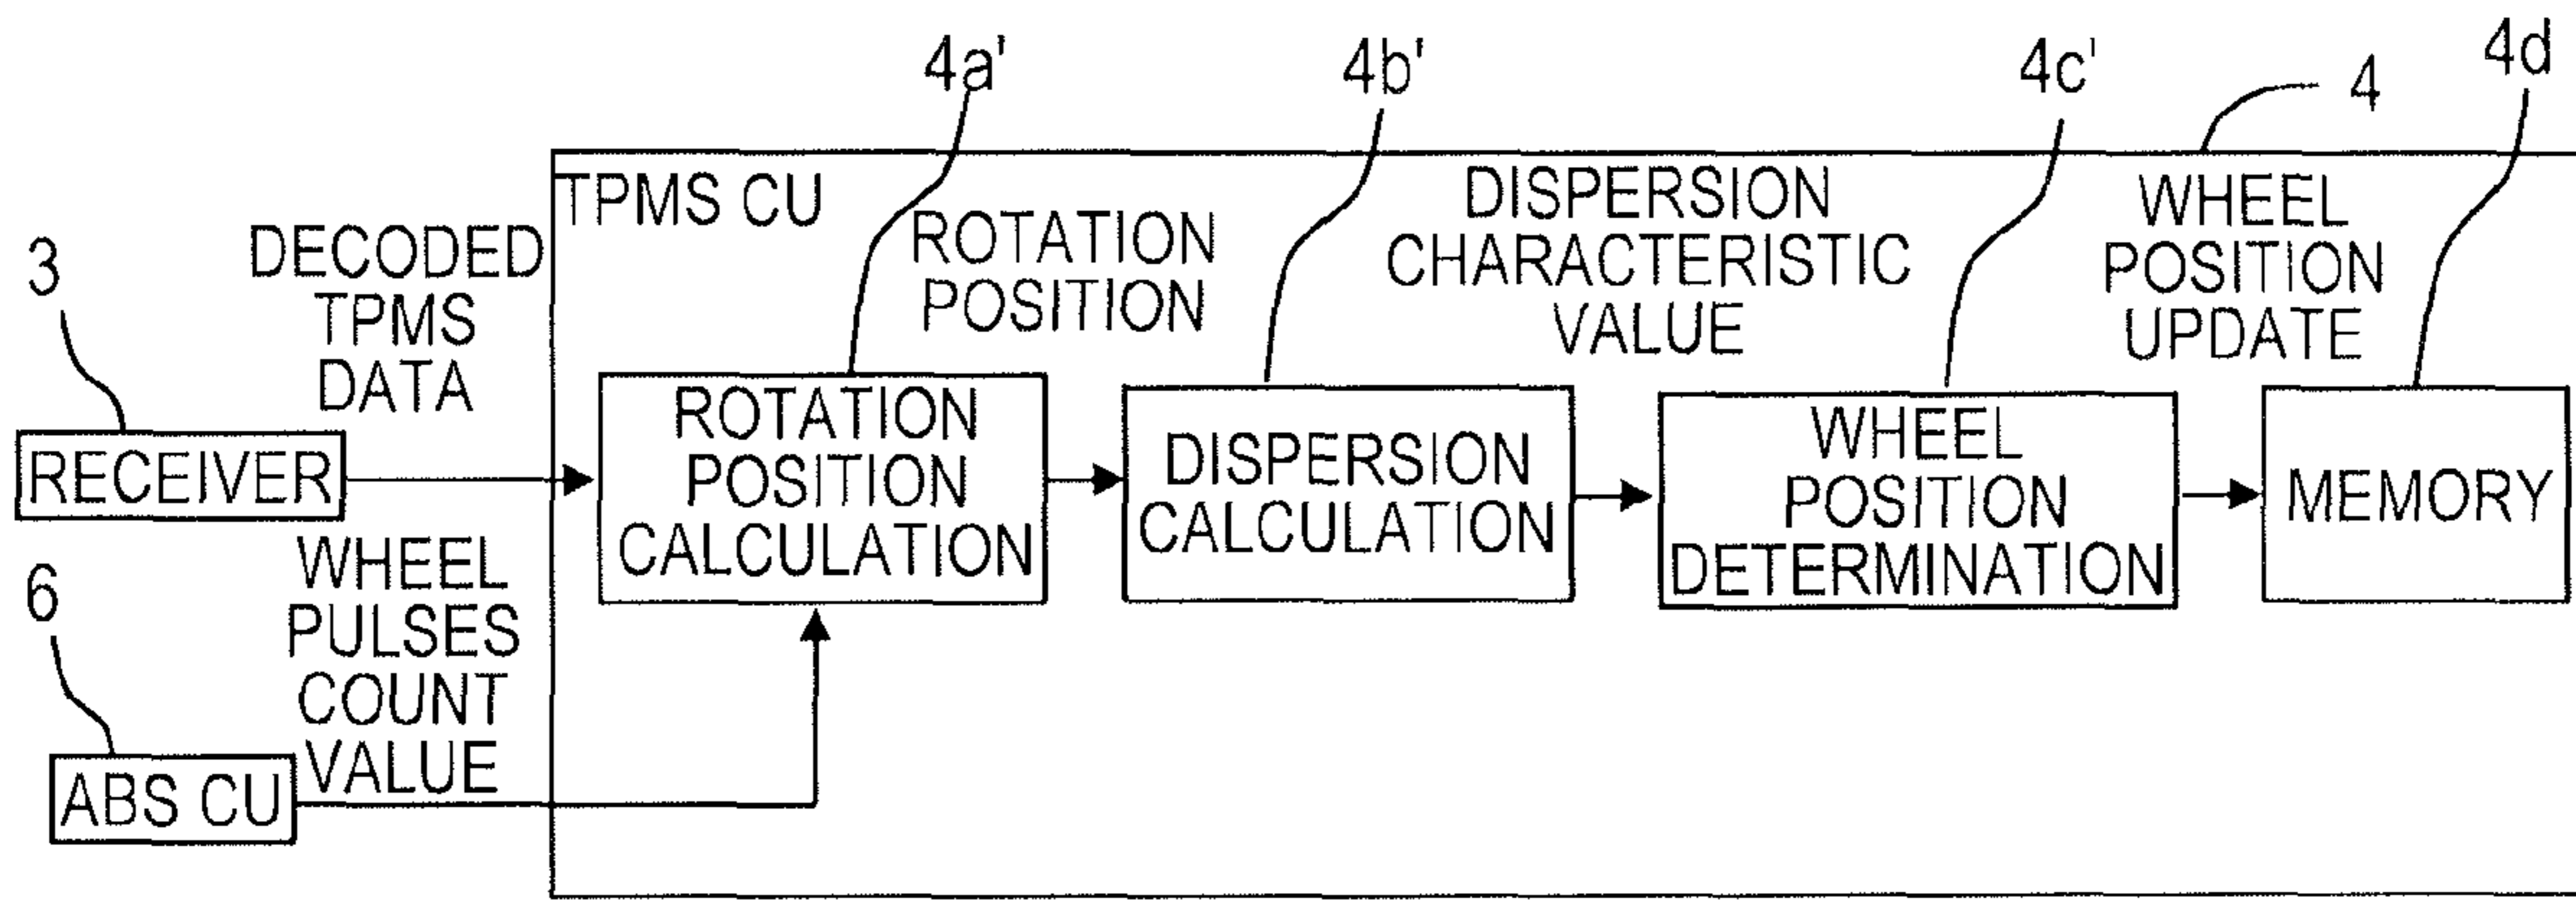 4a'
4b'
4c'
4
4d
TPMS CU
ROTATION
POSITION
DISPERSION
CHARACTERISTIC
VALUE
WHEEL
POSITION
UPDATE
3
DECODED
TPMS
DATA
RECEIVER
ROTATION
POSITION
CALCULATION
DISPERSION
CALCULATION
WHEEL
POSITION
DETERMINATION
MEMORY
6
WHEEL
PULSES
COUNT
VALUE
ABS CU